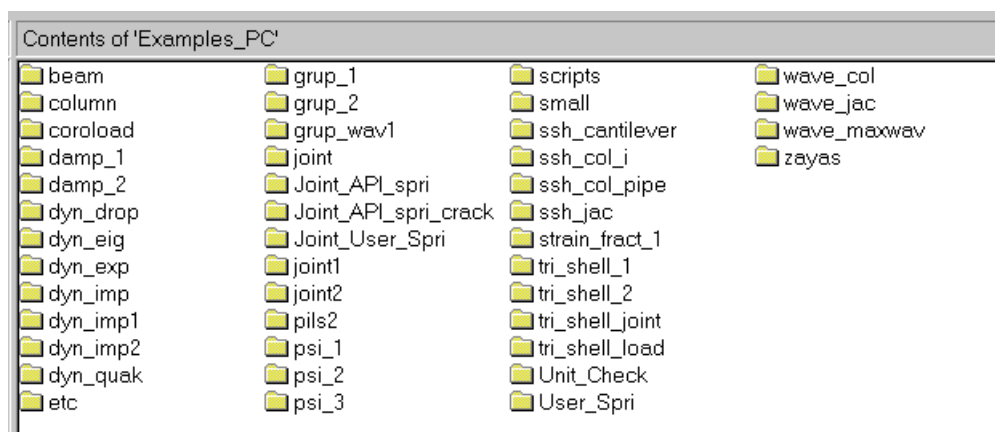 Contents of 'Examples_PC'
beam
column
coroload
damp_1
damp_2
dyn_drop
dyn_eig
dyn_exp
dyn_imp
dyn_imp1
dyn_imp2
dyn_quak
etc
grup_1
grup_2
grup_wav1
joint
Joint_API_spri
Joint_API_spri_crack
Joint_User_Spri
joint1
joint2
pils2
psi_1
psi_2
psi_3
scripts
small
ssh_cantilever
ssh_col_i
ssh_col_pipe
ssh_jac
strain_fract_1
tri_shell_1
tri_shell_2
tri_shell_joint
tri_shell_load
Unit_Check
User_Spri
wave_col
wave_jac
wave_maxwav
zayas